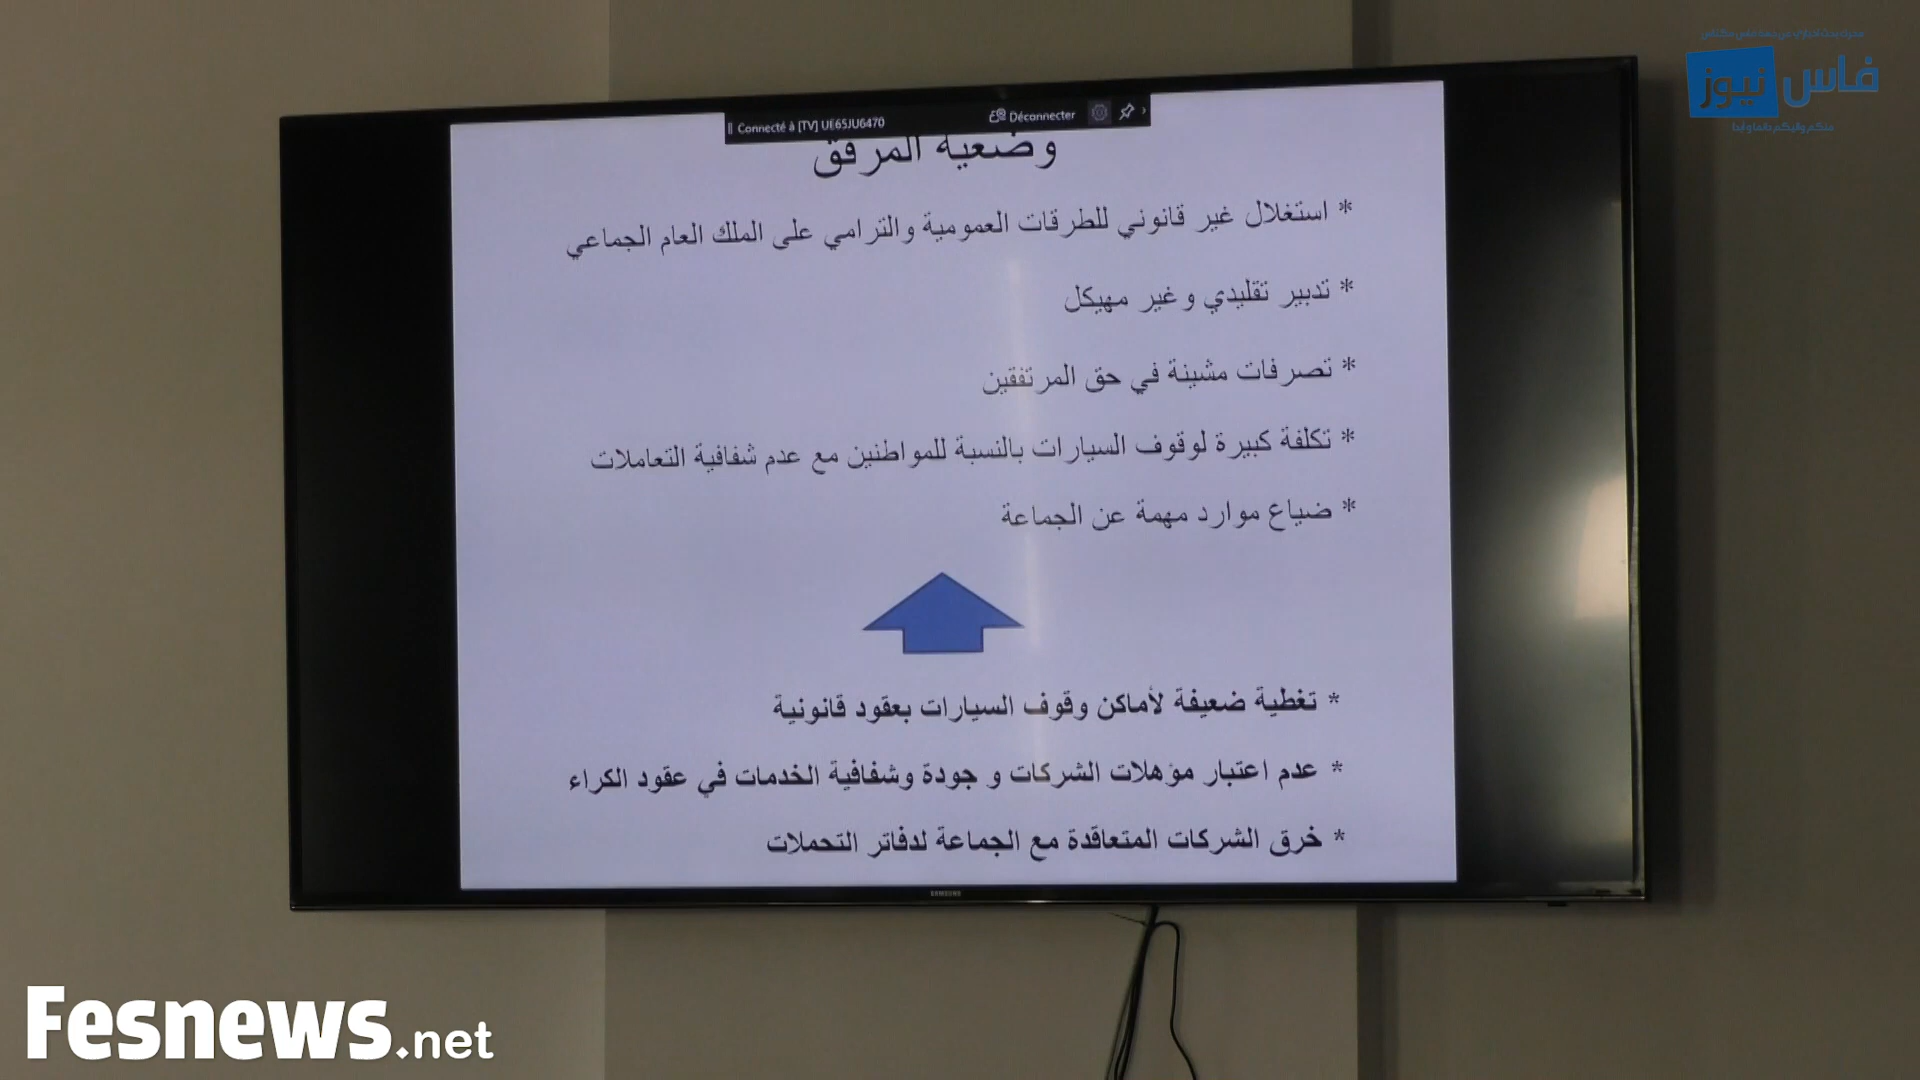 فاس نيوز
Connecté à [TV] UE65JU6470 Déconnecter
وضعية المرفق
* استغلال غير قانوني للطرقات العمومية والترامي على الملك العام الجماعي
* تدبير تقليدي وغير مهيكل
* تصرفات مشينة في حق المرتفقين
* تكلفة كبيرة لوقوف السيارات بالنسبة للمواطنين مع عدم شفافية التعاملات
* ضياع موارد مهمة عن الجماعة
* تغطية ضعيفة لأماكن وقوف السيارات بعقود قانونية
* عدم اعتبار مؤهلات الشركات و جودة وشفافية الخدمات في عقود الكراء
* خرق الشركات المتعاقدة مع الجماعة لدفاتر التحملات
SAMSUNG
Fesnews.net